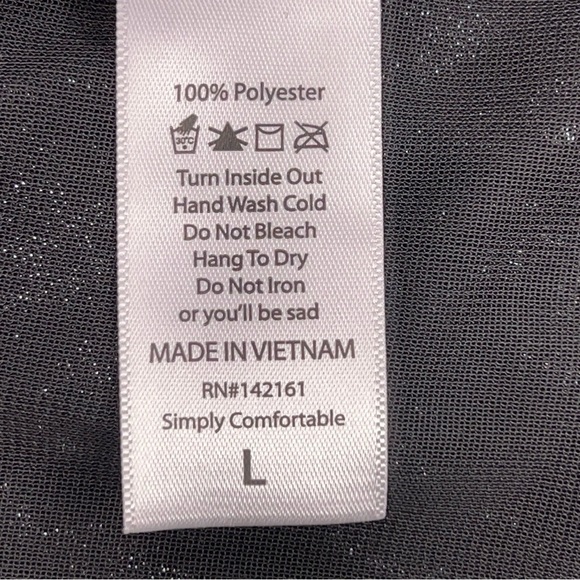 100% Polyester
30°C
Turn Inside Out
Hand Wash Cold
Do Not Bleach
Hang To Dry
Do Not Iron
or you'll be sad
MADE IN VIETNAM
RN#142161
Simply Comfortable
L